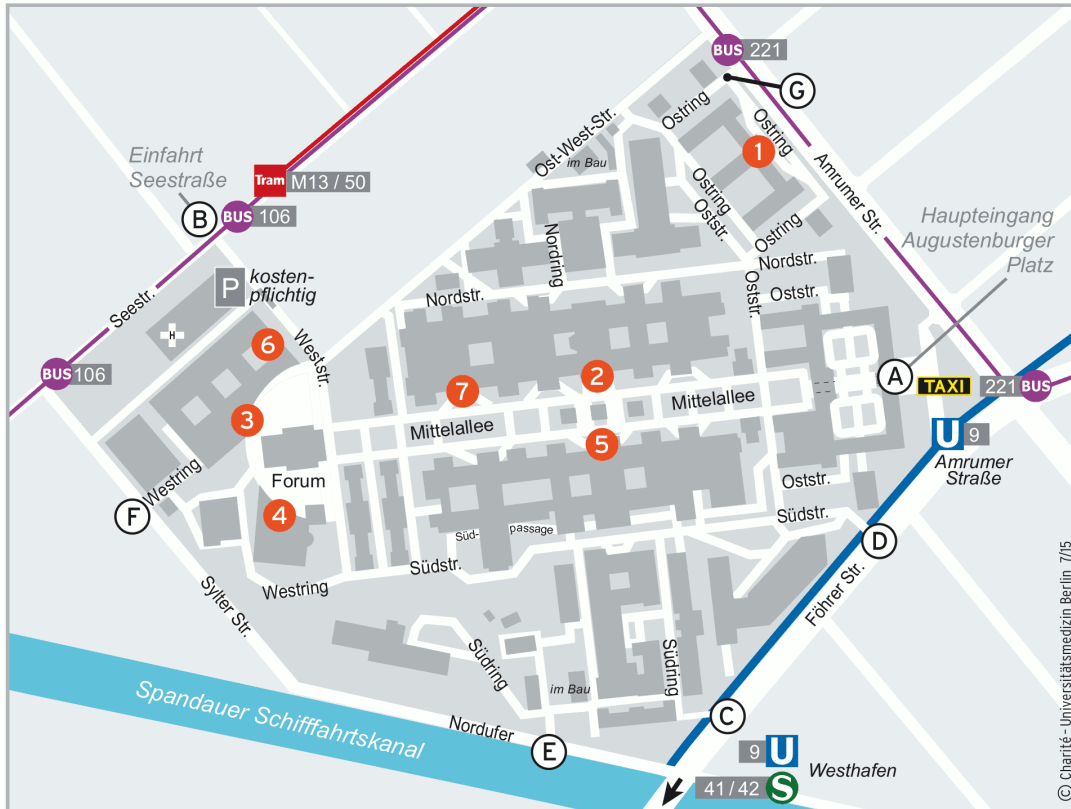 BUS 221
G
Ostring
Ostring
1
Ost-West-Str.
im Bau
Einfahrt
Seestraße
Tram M13 / 50
B
BUS 106
Amrumer Str.
Haupteingang
Augustenburger
Platz
Ostring
Oststr.
Ostring
Nordring
Nordstr.
P kosten-
pflichtig
Nordstr.
Oststr.
Oststr.
Seestr.
H
6
Weststr.
BUS 106
2
A
TAXI
221 BUS
7
Mittelallee
Mittelallee
3
5
U 9
Amrumer
Straße
Westring
Forum
Oststr.
F
4
Südstr.
Süd-
passage
D
Südstr.
Westring
Sylter Str.
Föhrer Str.
Südring
Südring
im Bau
Spandauer Schifffahrtskanal
Nordufer
C
E
9 U
Westhafen
41 / 42 S
© Charité - Universitätsmedizin Berlin 7/15